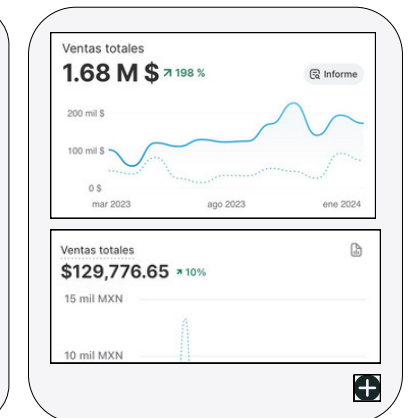 Ventas totales
1.68 M $ ↗ 198 %
Informe
200 mil $
100 mil $
0 $
mar 2023 ago 2023 ene 2024
Ventas totales
$129,776.65 ↗ 10%
15 mil MXN
10 mil MXN